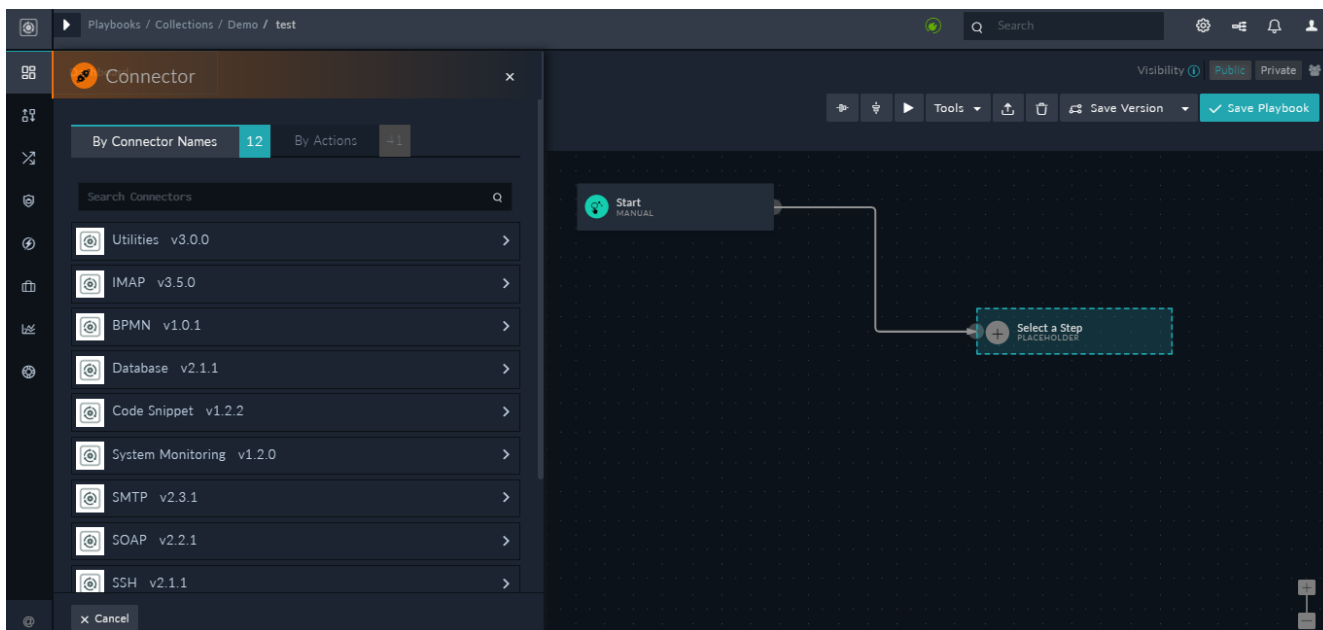 Playbooks / Collections / Demo / test
Search
Connector
Visibility
Public
Private
Tools
Save Version
Save Playbook
By Connector Names 12
By Actions 41
Search Connectors
Utilities v3.0.0
IMAP v3.5.0
BPMN v1.0.1
Database v2.1.1
Code Snippet v1.2.2
System Monitoring v1.2.0
SMTP v2.3.1
SOAP v2.2.1
SSH v2.1.1
Cancel
Start
MANUAL
Select a Step
PLACEHOLDER